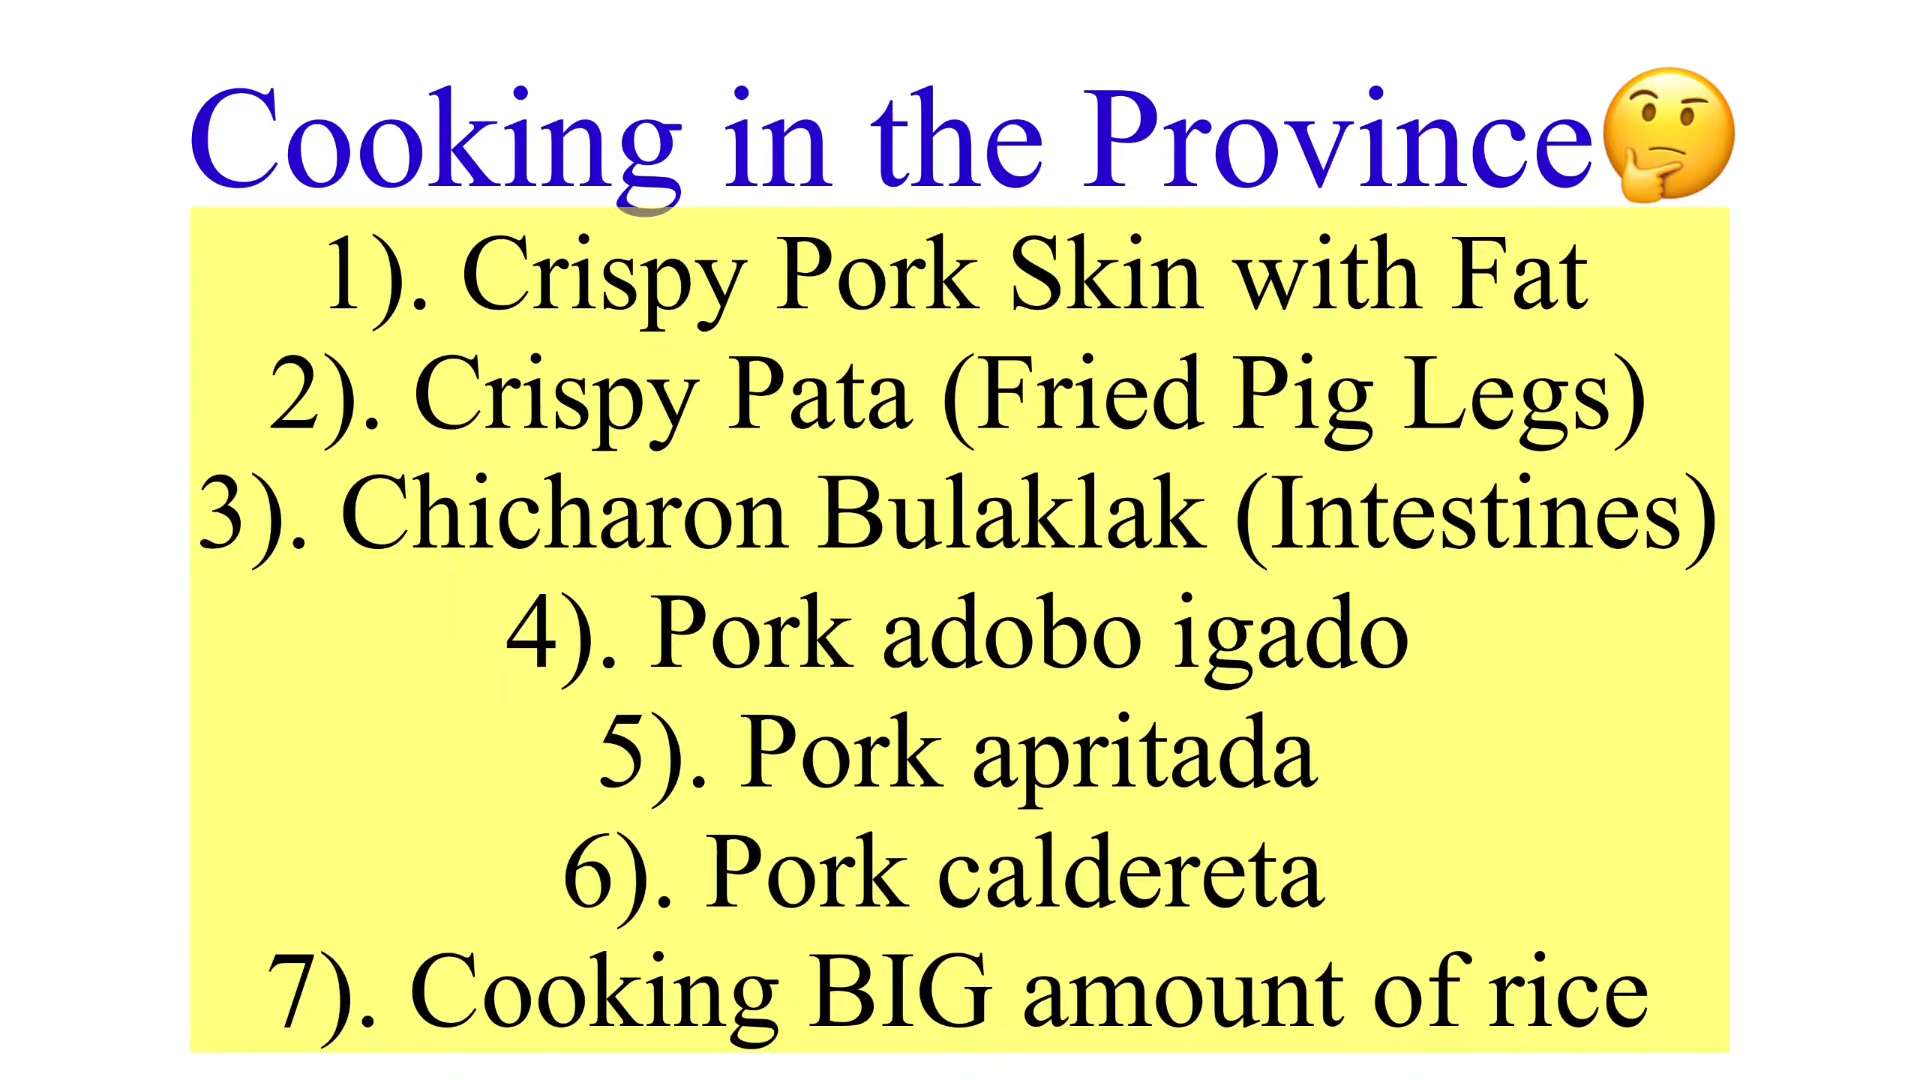 Cooking in the Province🤔
1). Crispy Pork Skin with Fat
2). Crispy Pata (Fried Pig Legs)
3). Chicharon Bulaklak (Intestines)
4). Pork adobo igado
5). Pork apritada
6). Pork caldereta
7). Cooking BIG amount of rice